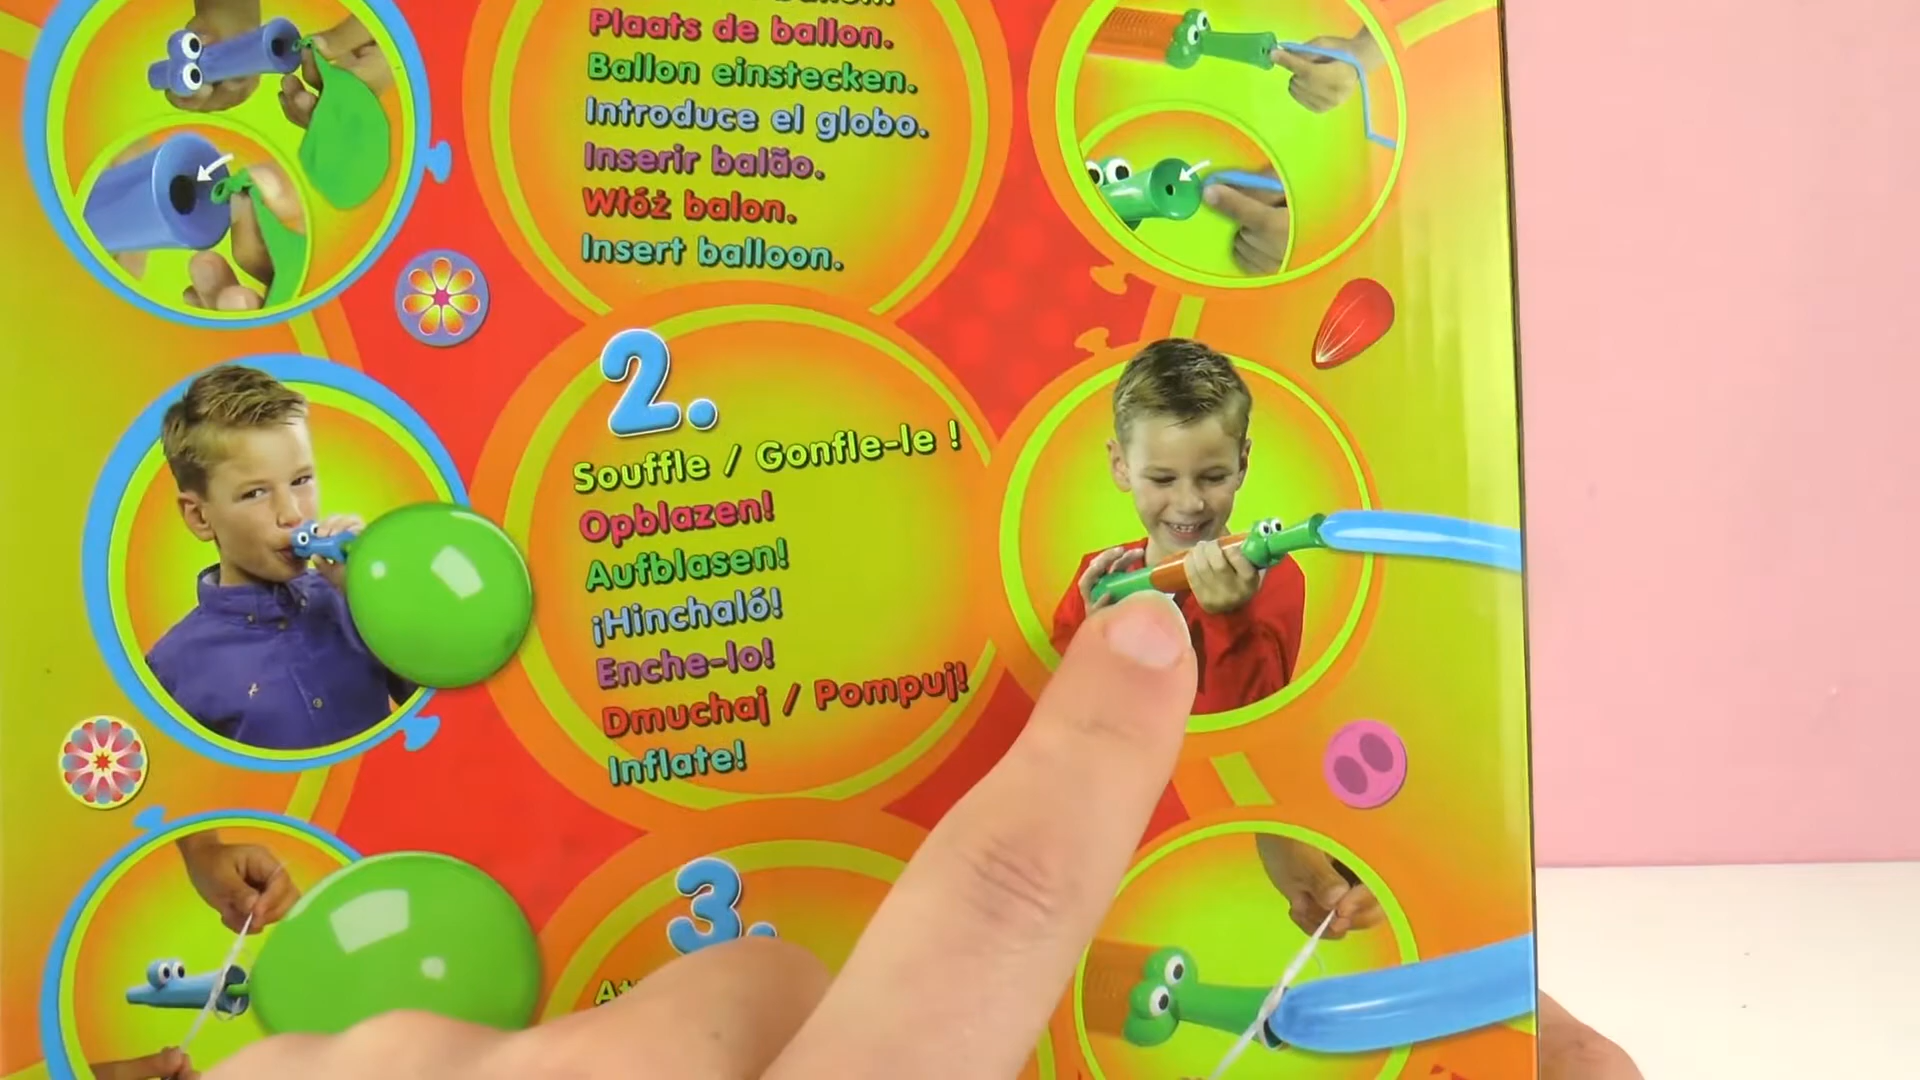 Plaats de ballon.
Ballon einstecken.
Introduce el globo.
Inserir balão.
Włóż balon.
Insert balloon.
2.
Souffle / Gonfle-le !
Opblazen!
Aufblasen!
¡Hinchaló!
Enche-lo!
Dmuchaj / Pompuj!
Inflate!
3.